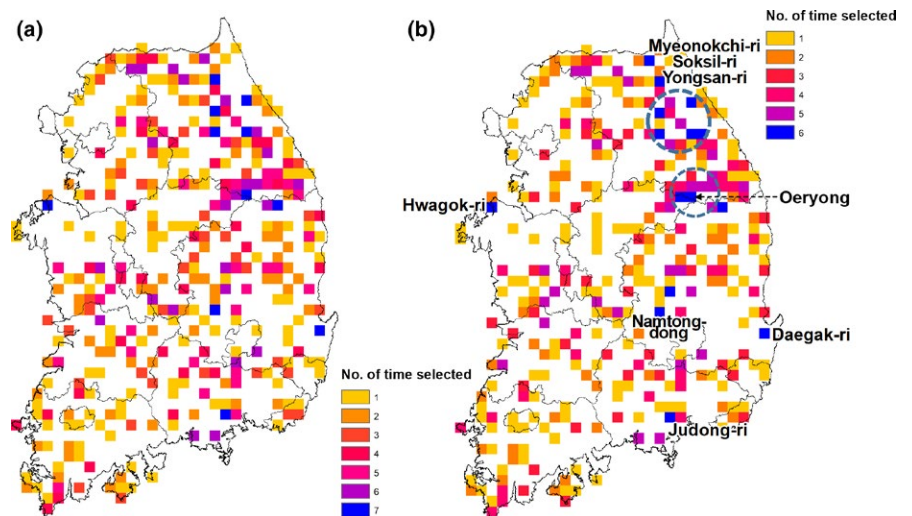 (a)
No. of time selected
1
2
3
4
5
6
7
(b)
No. of time selected
1
2
3
4
5
6
Myeonokchi-ri
Soksil-ri
Yongsan-ri
Hwagok-ri
Oeryong
Namtong-
dong
Daegak-ri
Judong-ri